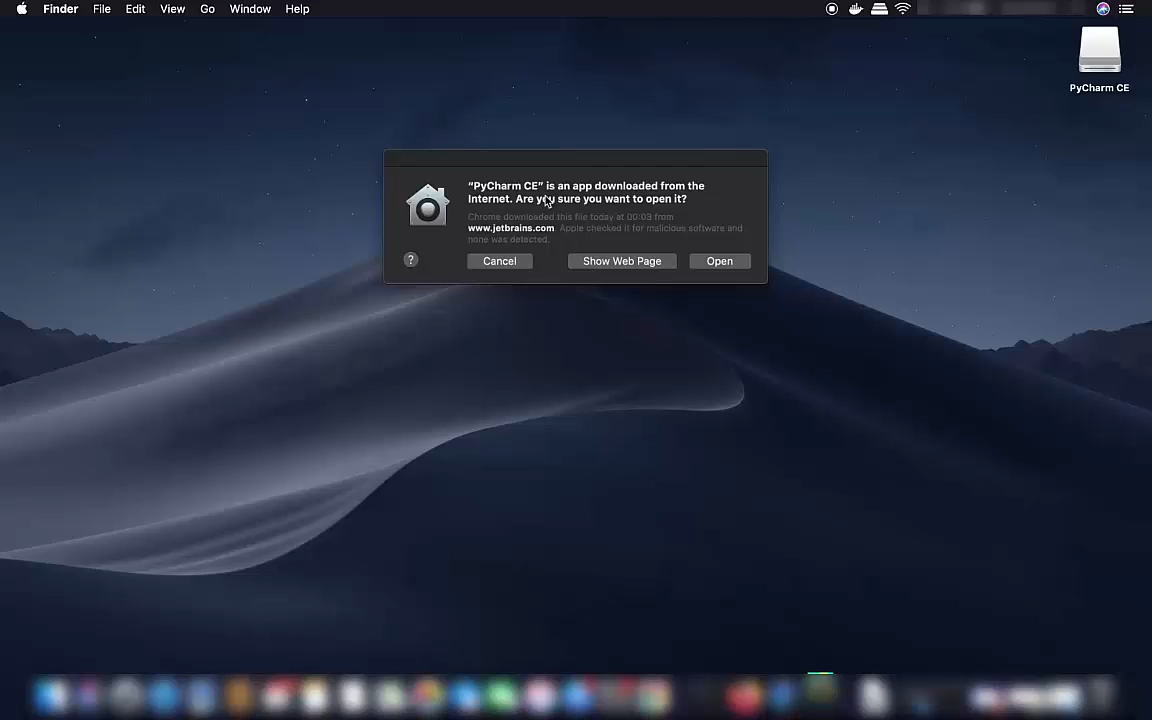 Finder File Edit View Go Window Help
PyCharm CE
“PyCharm CE” is an app downloaded from the
Internet. Are you sure you want to open it?
Chrome downloaded this file today at 00:03 from
www.jetbrains.com. Apple checked it for malicious software and
none was detected.
? Cancel Show Web Page Open